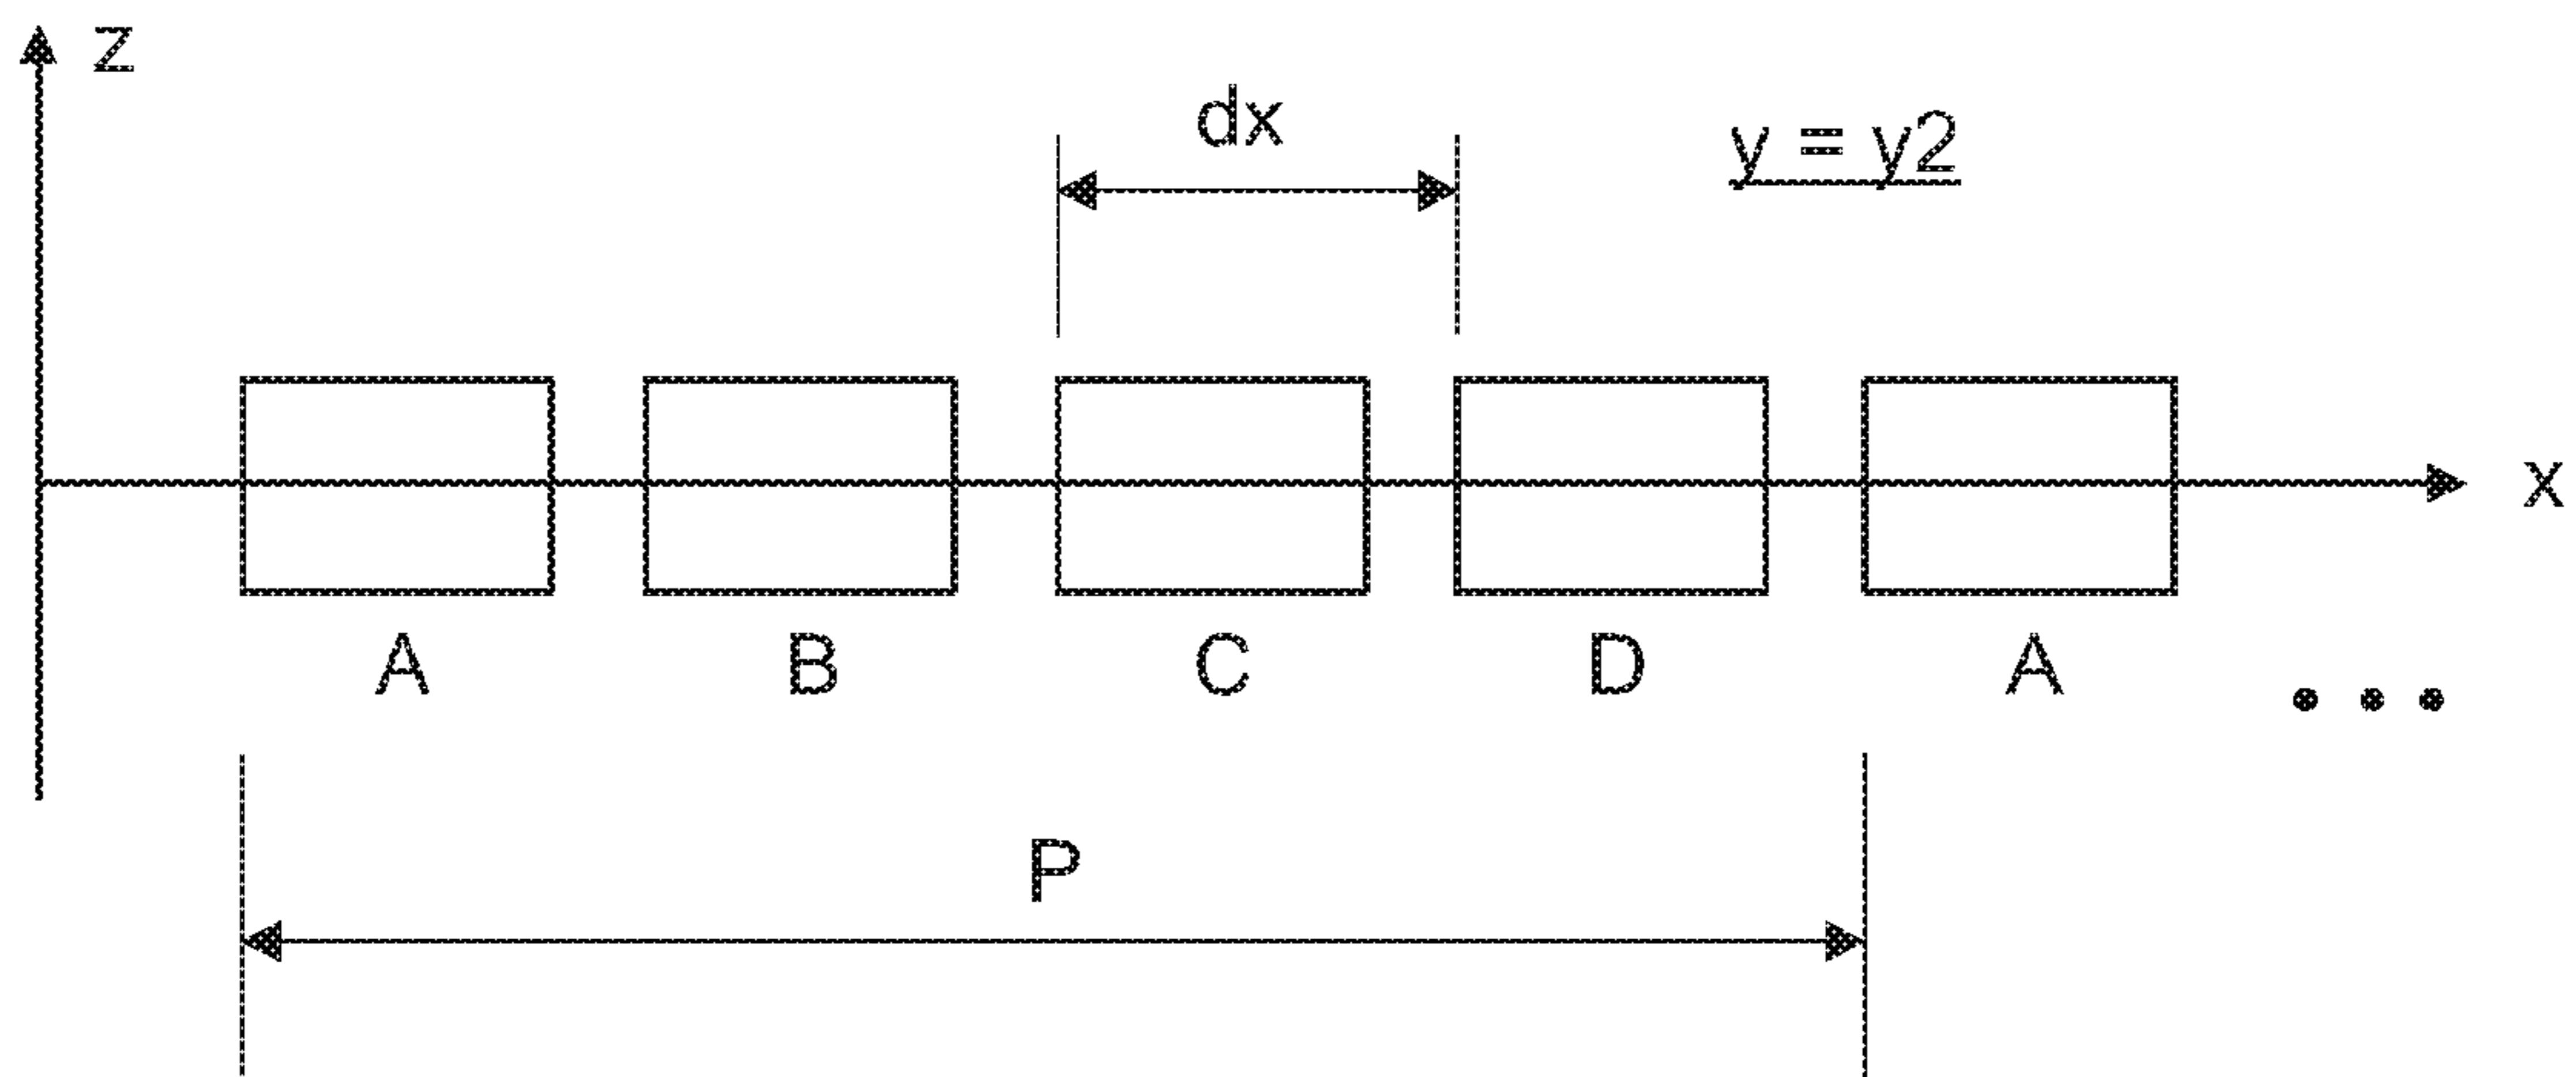 z
dx
y = y2
x
A B C D A
• • •
P